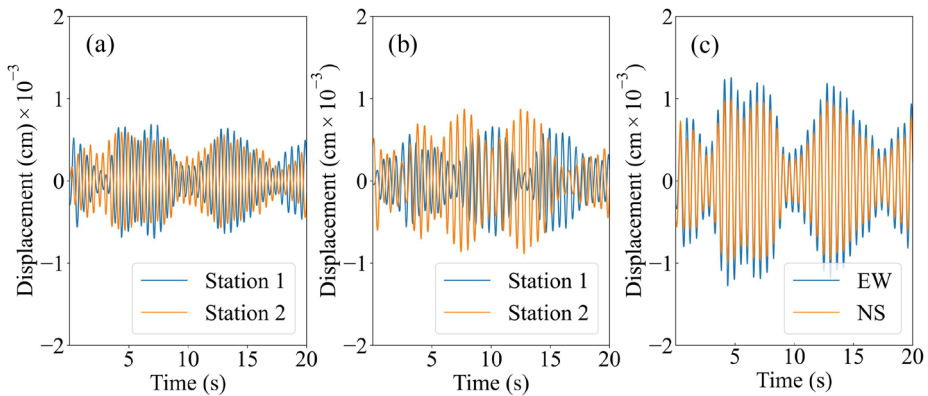 (a)
Displacement (cm) × 10⁻³
2
1
0
−1
−2
5
10
15
20
Time (s)
Station 1
Station 2
(b)
Displacement (cm × 10⁻³)
2
1
0
−1
−2
5
10
15
20
Time (s)
Station 1
Station 2
(c)
Displacement (cm × 10⁻³)
2
1
0
−1
−2
5
10
15
20
Time (s)
EW
NS